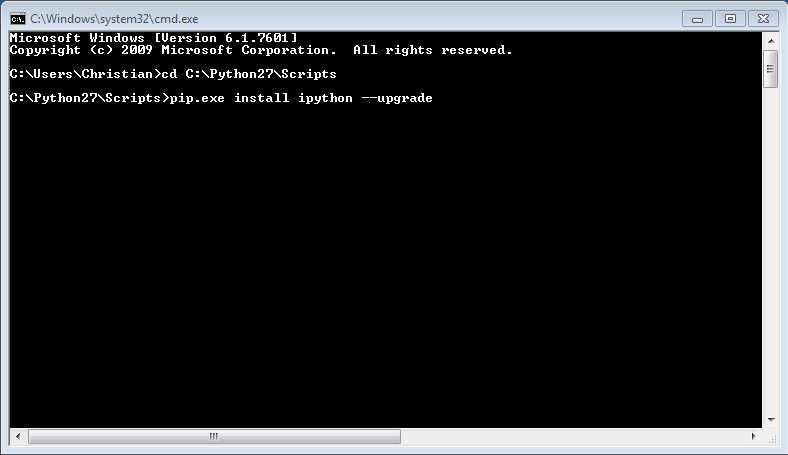 C:\Windows\system32\cmd.exe
Microsoft Windows [Version 6.1.7601]
Copyright (c) 2009 Microsoft Corporation.  All rights reserved.
C:\Users\Christian>cd C:\Python27\Scripts
C:\Python27\Scripts>pip.exe install ipython --upgrade